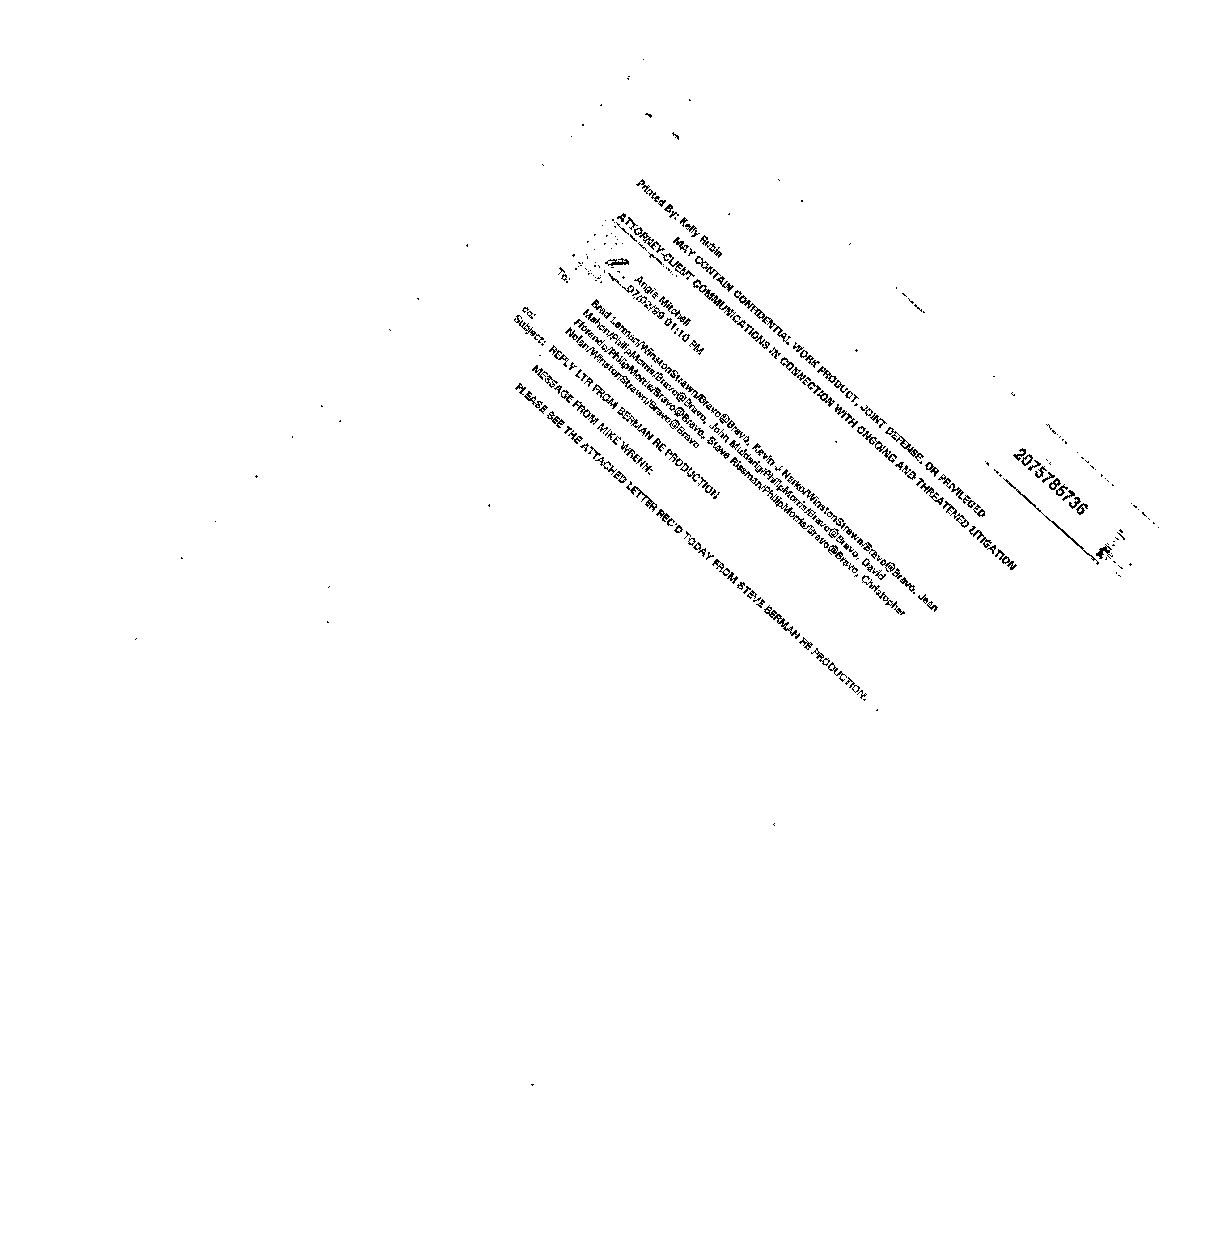 Printed By: Kelly Rubin
MAY CONTAIN CONFIDENTIAL WORK PRODUCT, JOINT DEFENSE, OR PRIVILEGED
ATTORNEY-CLIENT COMMUNICATIONS IN CONNECTION WITH ONGOING AND THREATENED LITIGATION
Angie Mitchell
07/02/99 01:10 PM
To: Brad Lerman/WinstonStrawn/Bravo@Bravo, Kevin J Narko/WinstonStrawn/Bravo@Bravo, Jean
/PhilipMorris/Bravo@Bravo, John Mulderig/PhilipMorris/Bravo@Bravo, David
/PhilipMorris/Bravo@Bravo, Steve Rissman/PhilipMorris/Bravo@Bravo, Christopher
Nolan/WinstonStrawn/Bravo@Bravo
cc:
Subject: REPLY LTR FROM BERMAN RE PRODUCTION
MESSAGE FROM MIKE WRENN:
PLEASE SEE THE ATTACHED LETTER REC'D TODAY FROM STEVE BERMAN RE PRODUCTION.
2075786736